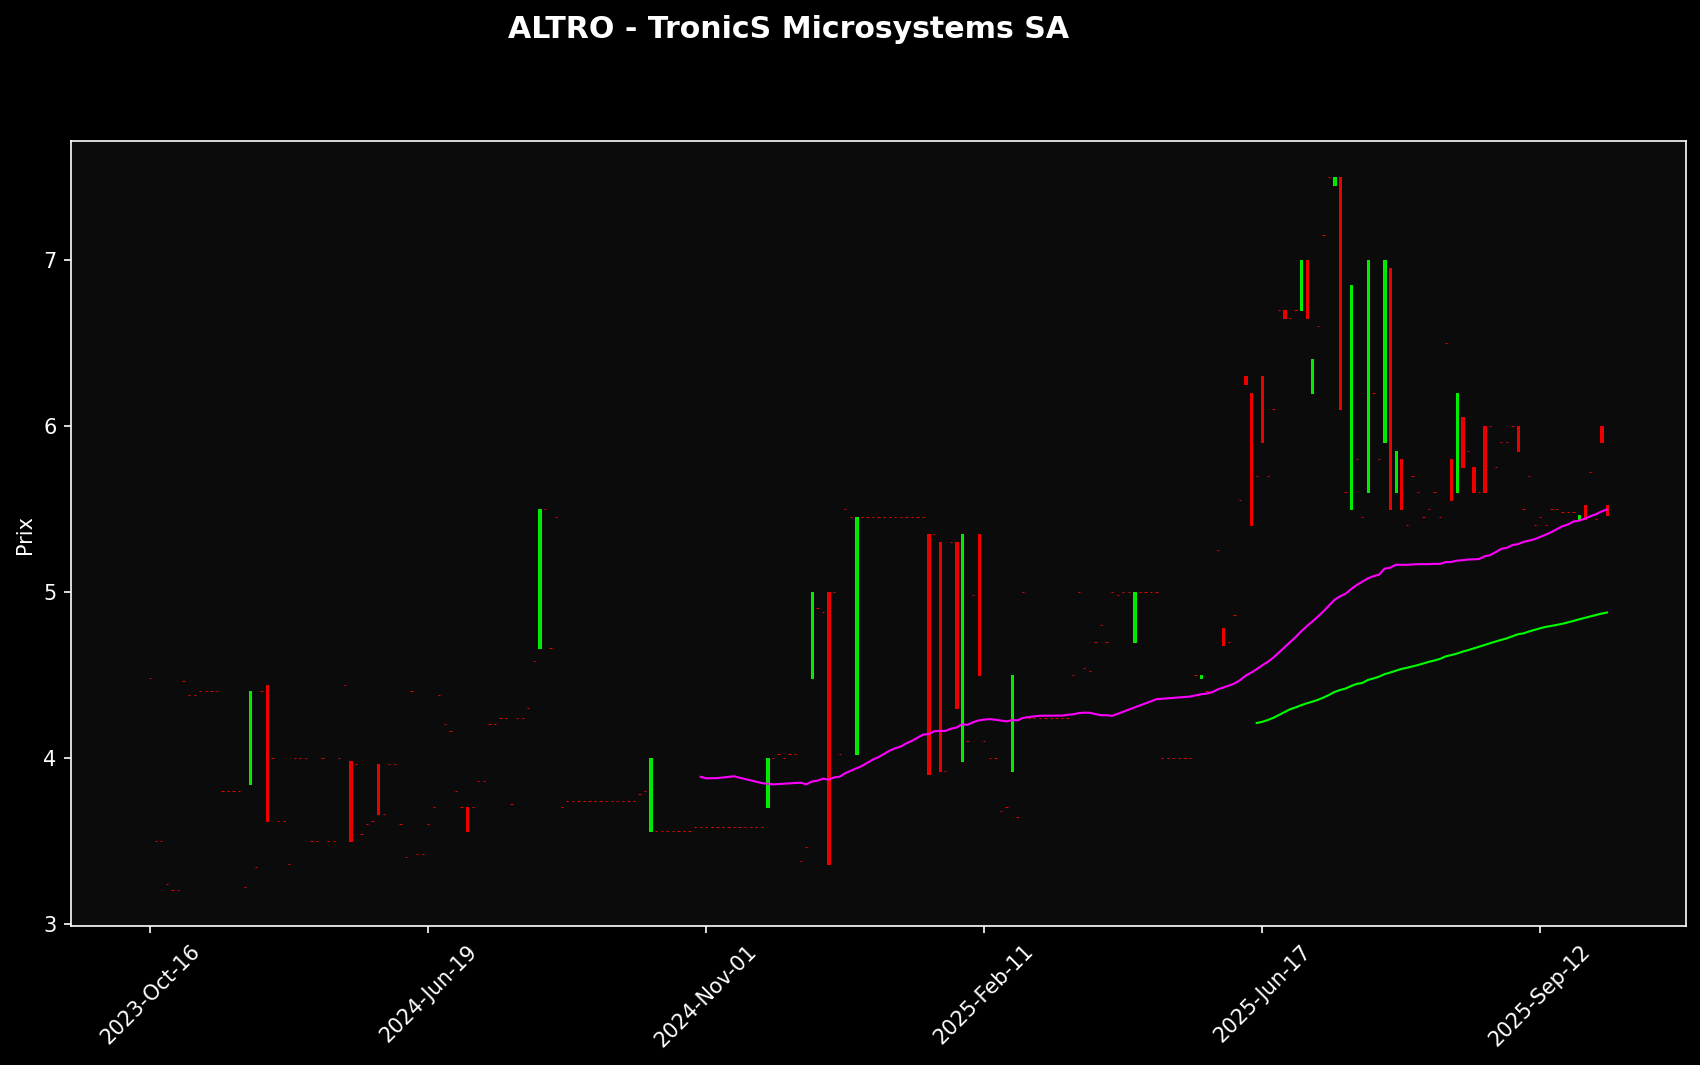 ALTRO - TronicS Microsystems SA
Prix
7
6
5
4
3
2023-Oct-16
2024-Jun-19
2024-Nov-01
2025-Feb-11
2025-Jun-17
2025-Sep-12